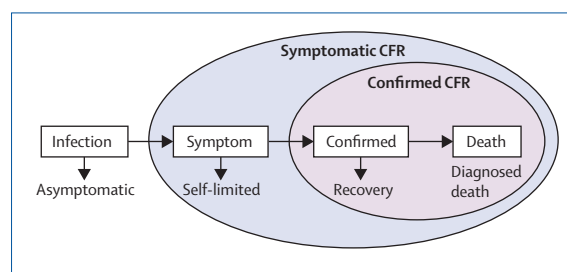 Symptomatic CFR
Confirmed CFR
Infection
Symptom
Confirmed
Death
Asymptomatic
Self-limited
Recovery
Diagnosed
death